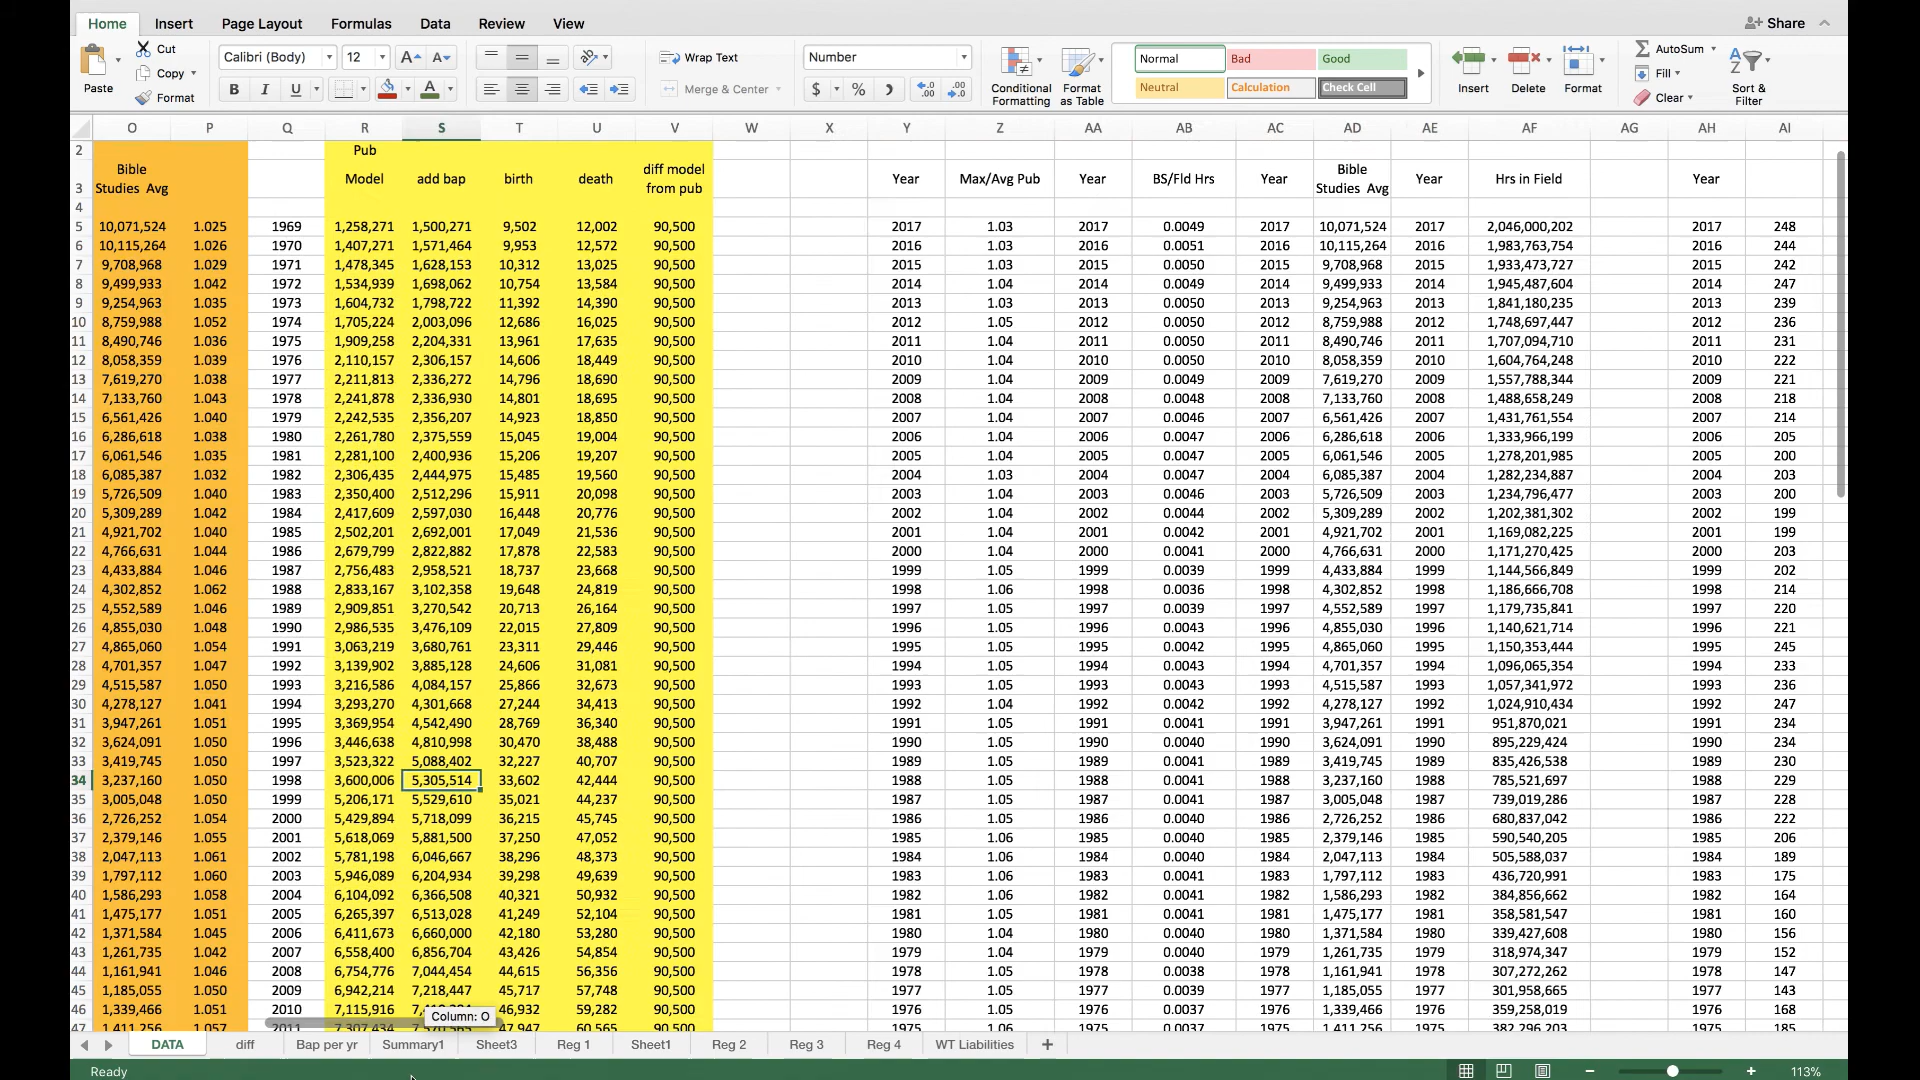 Home Insert Page Layout Formulas Data Review View Share
Cut Calibri (Body) 12 Wrap Text Number AutoSum
Copy Normal Bad Good Fill
Paste Format Merge & Center $ % Conditional Formatting Format as Table Neutral Calculation Check Cell Insert Delete Format Clear Sort & Filter
O P Q R S T U V W X Y Z AA AB AC AD AE AF AG AH AI
2 Pub
3 Bible Studies Avg Model add bap birth death diff model from pub Year Max/Avg Pub Year BS/Fld Hrs Year Bible Studies Avg Year Hrs in Field Year
4
5 10,071,524 1.025 1969 1,258,271 1,500,271 9,502 12,002 90,500 2017 1.03 2017 0.0049 2017 10,071,524 2017 2,046,000,202 2017 248
6 10,115,264 1.026 1970 1,407,271 1,571,464 9,953 12,572 90,500 2016 1.03 2016 0.0051 2016 10,115,264 2016 1,983,763,754 2016 244
7 9,708,968 1.029 1971 1,478,345 1,628,153 10,312 13,025 90,500 2015 1.03 2015 0.0050 2015 9,708,968 2015 1,933,473,727 2015 242
8 9,499,933 1.042 1972 1,534,939 1,698,062 10,754 13,584 90,500 2014 1.04 2014 0.0049 2014 9,499,933 2014 1,945,487,604 2014 247
9 9,254,963 1.035 1973 1,604,732 1,798,722 11,392 14,390 90,500 2013 1.03 2013 0.0050 2013 9,254,963 2013 1,841,180,235 2013 239
10 8,759,988 1.052 1974 1,705,224 2,003,096 12,686 16,025 90,500 2012 1.05 2012 0.0050 2012 8,759,988 2012 1,748,697,447 2012 236
11 8,490,746 1.036 1975 1,909,258 2,204,331 13,961 17,635 90,500 2011 1.04 2011 0.0050 2011 8,490,746 2011 1,707,094,710 2011 231
12 8,058,359 1.039 1976 2,110,157 2,306,157 14,606 18,449 90,500 2010 1.04 2010 0.0050 2010 8,058,359 2010 1,604,764,248 2010 222
13 7,619,270 1.038 1977 2,211,813 2,336,272 14,796 18,690 90,500 2009 1.04 2009 0.0049 2009 7,619,270 2009 1,557,788,344 2009 221
14 7,133,760 1.043 1978 2,241,878 2,336,930 14,801 18,695 90,500 2008 1.04 2008 0.0048 2008 7,133,760 2008 1,488,658,249 2008 218
15 6,561,426 1.040 1979 2,242,535 2,356,207 14,923 18,850 90,500 2007 1.04 2007 0.0046 2007 6,561,426 2007 1,431,761,554 2007 214
16 6,286,618 1.038 1980 2,261,780 2,375,559 15,045 19,004 90,500 2006 1.04 2006 0.0047 2006 6,286,618 2006 1,333,966,199 2006 205
17 6,061,546 1.035 1981 2,281,100 2,400,936 15,206 19,207 90,500 2005 1.04 2005 0.0047 2005 6,061,546 2005 1,278,201,985 2005 200
18 6,085,387 1.032 1982 2,306,435 2,444,975 15,485 19,560 90,500 2004 1.03 2004 0.0047 2004 6,085,387 2004 1,282,234,887 2004 203
19 5,726,509 1.040 1983 2,350,400 2,512,296 15,911 20,098 90,500 2003 1.04 2003 0.0046 2003 5,726,509 2003 1,234,796,477 2003 200
20 5,309,289 1.042 1984 2,417,609 2,597,030 16,448 20,776 90,500 2002 1.04 2002 0.0044 2002 5,309,289 2002 1,202,381,302 2002 199
21 4,921,702 1.040 1985 2,502,201 2,692,001 17,049 21,536 90,500 2001 1.04 2001 0.0042 2001 4,921,702 2001 1,169,082,225 2001 199
22 4,766,631 1.044 1986 2,679,799 2,822,882 17,878 22,583 90,500 2000 1.04 2000 0.0041 2000 4,766,631 2000 1,171,270,425 2000 203
23 4,433,884 1.046 1987 2,756,483 2,958,521 18,737 23,668 90,500 1999 1.05 1999 0.0039 1999 4,433,884 1999 1,144,566,849 1999 202
24 4,302,852 1.062 1988 2,833,167 3,102,358 19,648 24,819 90,500 1998 1.06 1998 0.0036 1998 4,302,852 1998 1,186,666,708 1998 214
25 4,552,589 1.046 1989 2,909,851 3,270,542 20,713 26,164 90,500 1997 1.05 1997 0.0039 1997 4,552,589 1997 1,179,735,841 1997 220
26 4,855,030 1.048 1990 2,986,535 3,476,109 22,015 27,809 90,500 1996 1.05 1996 0.0043 1996 4,855,030 1996 1,140,621,714 1996 221
27 4,865,060 1.054 1991 3,063,219 3,680,761 23,311 29,446 90,500 1995 1.05 1995 0.0042 1995 4,865,060 1995 1,150,353,444 1995 245
28 4,701,357 1.047 1992 3,139,902 3,885,128 24,606 31,081 90,500 1994 1.05 1994 0.0043 1994 4,701,357 1994 1,096,065,354 1994 233
29 4,515,587 1.050 1993 3,216,586 4,084,157 25,866 32,673 90,500 1993 1.05 1993 0.0043 1993 4,515,587 1993 1,057,341,972 1993 236
30 4,278,127 1.041 1994 3,293,270 4,301,668 27,244 34,413 90,500 1992 1.04 1992 0.0042 1992 4,278,127 1992 1,024,910,434 1992 247
31 3,947,261 1.051 1995 3,369,954 4,542,490 28,769 36,340 90,500 1991 1.05 1991 0.0041 1991 3,947,261 1991 951,870,021 1991 234
32 3,624,091 1.050 1996 3,446,638 4,810,998 30,470 38,488 90,500 1990 1.05 1990 0.0040 1990 3,624,091 1990 895,229,424 1990 234
33 3,419,745 1.050 1997 3,523,322 5,088,402 32,227 40,707 90,500 1989 1.05 1989 0.0041 1989 3,419,745 1989 835,426,538 1989 230
34 3,237,160 1.050 1998 3,600,006 5,305,514 33,602 42,444 90,500 1988 1.05 1988 0.0041 1988 3,237,160 1988 785,521,697 1988 229
35 3,005,048 1.050 1999 5,206,171 5,529,610 35,021 44,237 90,500 1987 1.05 1987 0.0041 1987 3,005,048 1987 739,019,286 1987 228
36 2,726,252 1.054 2000 5,429,894 5,718,099 36,215 45,745 90,500 1986 1.05 1986 0.0040 1986 2,726,252 1986 680,837,042 1986 222
37 2,379,146 1.055 2001 5,618,069 5,881,500 37,250 47,052 90,500 1985 1.06 1985 0.0040 1985 2,379,146 1985 590,540,205 1985 206
38 2,047,113 1.061 2002 5,781,198 6,046,667 38,296 48,373 90,500 1984 1.06 1984 0.0040 1984 2,047,113 1984 505,588,037 1984 189
39 1,797,112 1.060 2003 5,946,089 6,204,934 39,298 49,639 90,500 1983 1.06 1983 0.0041 1983 1,797,112 1983 436,720,991 1983 175
40 1,586,293 1.058 2004 6,104,092 6,366,508 40,321 50,932 90,500 1982 1.06 1982 0.0041 1982 1,586,293 1982 384,856,662 1982 164
41 1,475,177 1.051 2005 6,265,397 6,513,028 41,249 52,104 90,500 1981 1.05 1981 0.0041 1981 1,475,177 1981 358,581,547 1981 160
42 1,371,584 1.045 2006 6,411,673 6,660,000 42,180 53,280 90,500 1980 1.04 1980 0.0040 1980 1,371,584 1980 339,427,608 1980 156
43 1,261,735 1.042 2007 6,558,400 6,856,704 43,426 54,854 90,500 1979 1.04 1979 0.0040 1979 1,261,735 1979 318,974,347 1979 152
44 1,161,941 1.046 2008 6,754,776 7,044,454 44,615 56,356 90,500 1978 1.05 1978 0.0038 1978 1,161,941 1978 307,272,262 1978 147
45 1,185,055 1.050 2009 6,942,214 7,218,447 45,717 57,748 90,500 1977 1.05 1977 0.0039 1977 1,185,055 1977 301,958,665 1977 143
46 1,339,466 1.051 2010 7,115,916 46,932 59,282 90,500 1976 1.05 1976 0.0037 1976 1,339,466 1976 359,258,019 1976 168
47 1,411,256 1.057 2011 7,307,434 47,947 60,565 90,500 1975 1.06 1975 0.0037 1975 1,411,256 1975 382,296,203 1975 185
Column: O
DATA diff Bap per yr Summary1 Sheet3 Reg 1 Sheet1 Reg 2 Reg 3 Reg 4 WT Liabilities +
Ready 113%